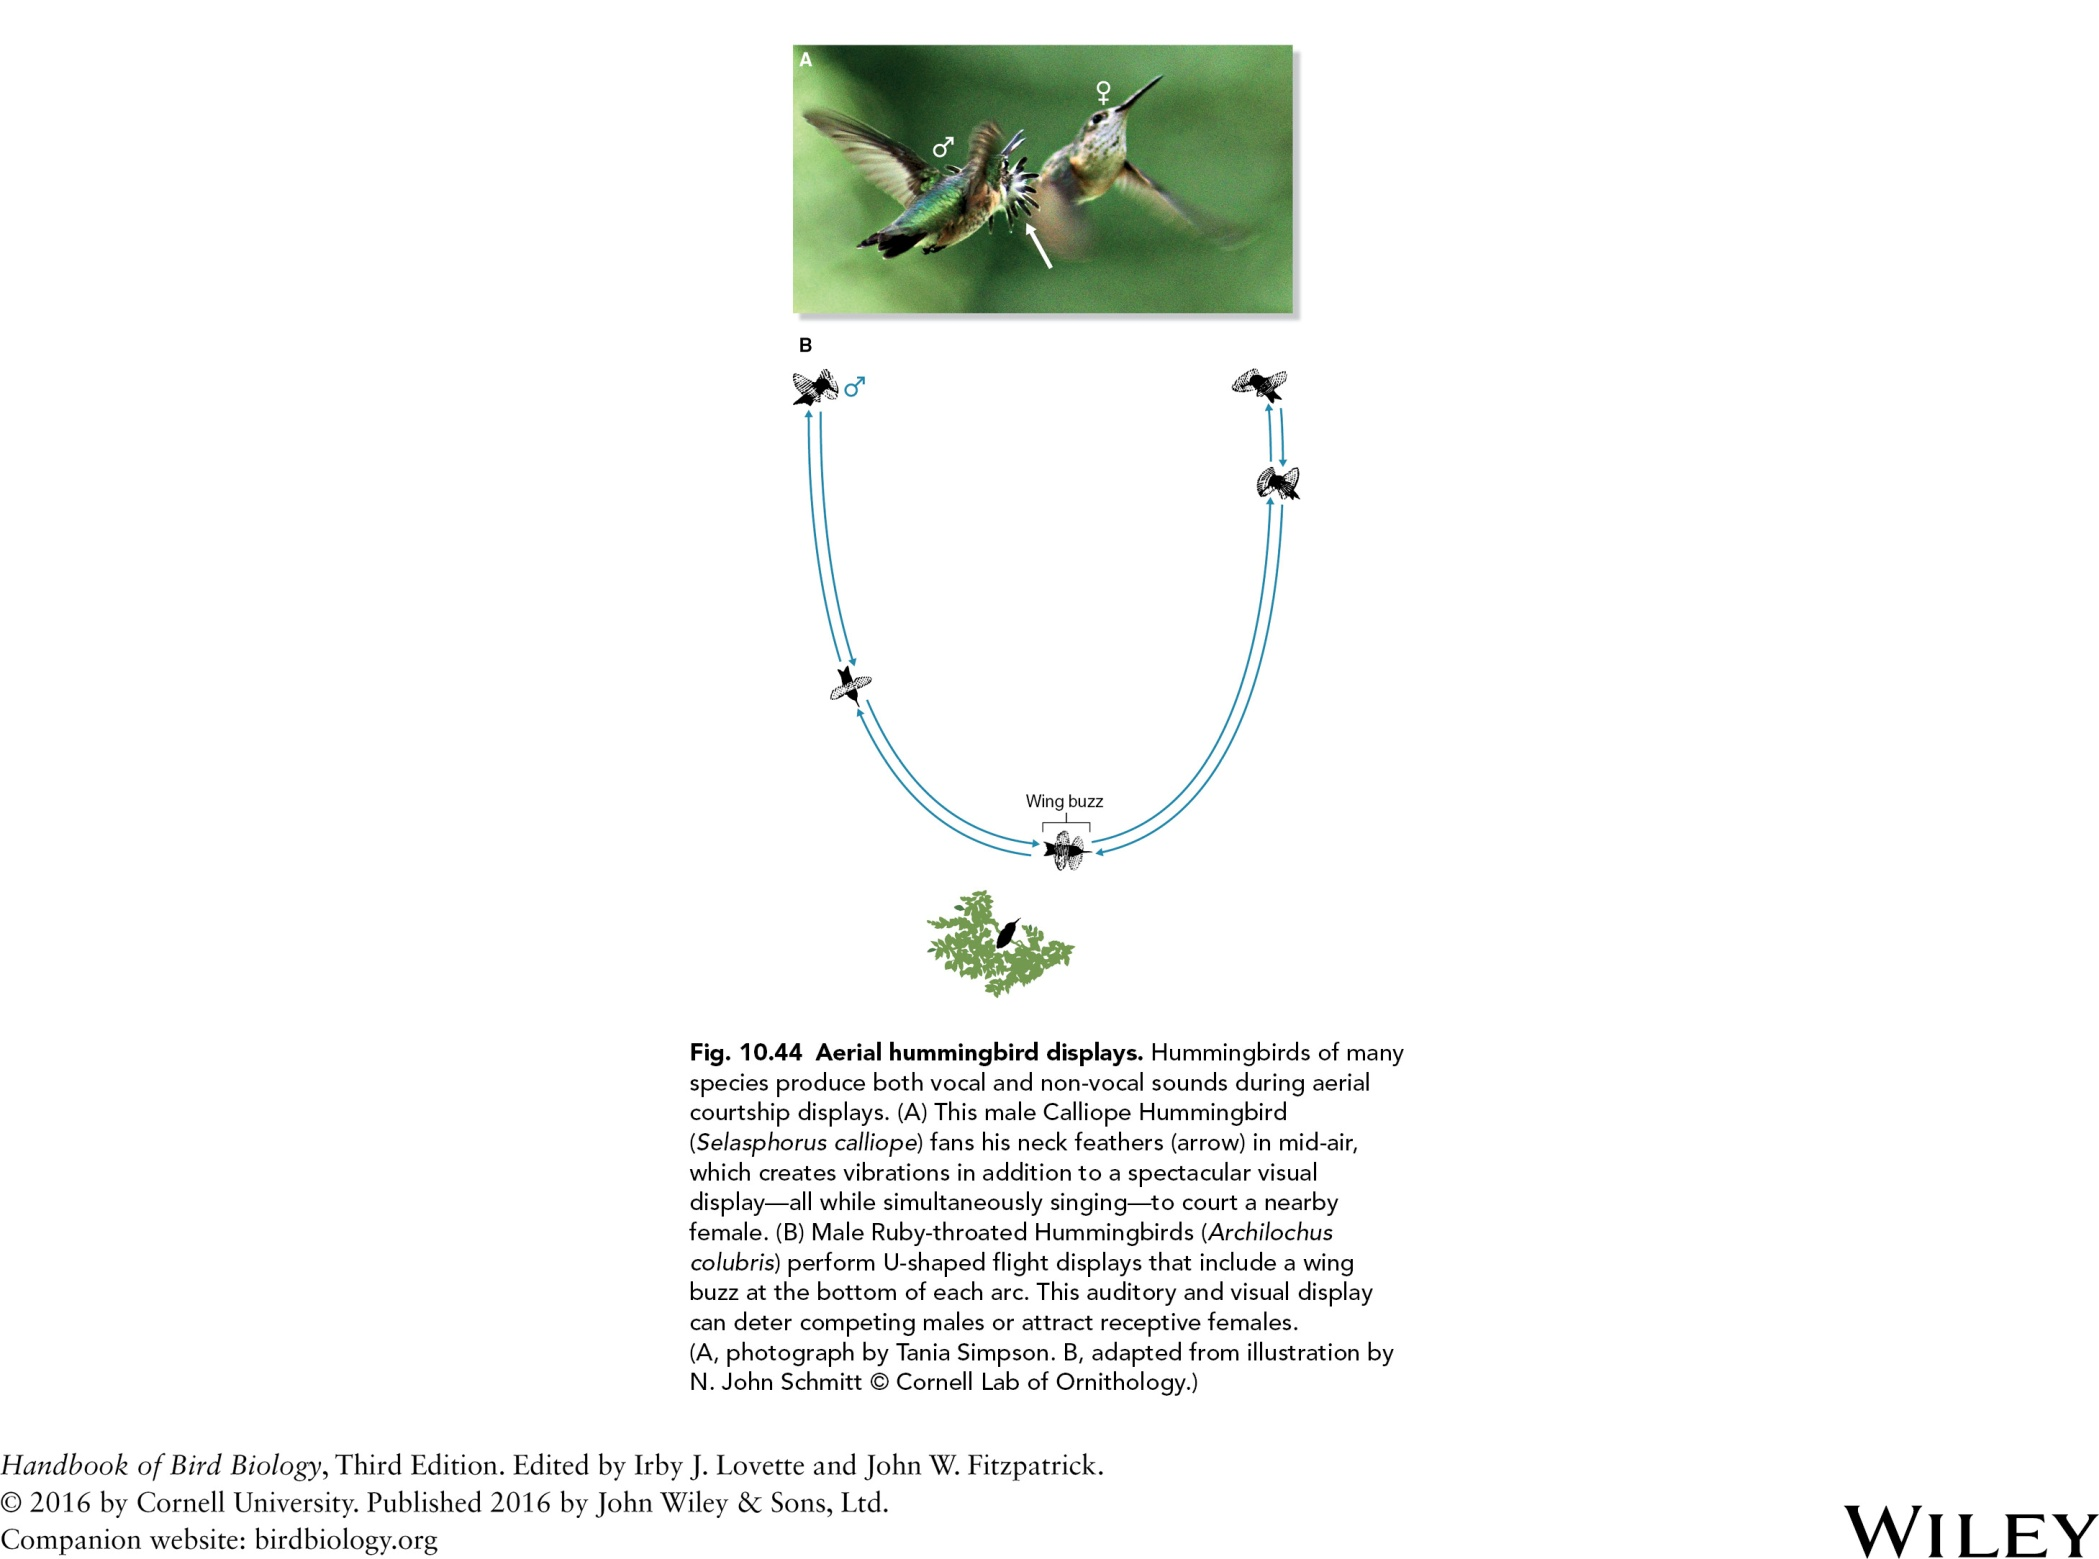 A
♂
♀
B
♂
Wing buzz
Fig. 10.44 Aerial hummingbird displays. Hummingbirds of many
species produce both vocal and non-vocal sounds during aerial
courtship displays. (A) This male Calliope Hummingbird
(Selasphorus calliope) fans his neck feathers (arrow) in mid-air,
which creates vibrations in addition to a spectacular visual
display—all while simultaneously singing—to court a nearby
female. (B) Male Ruby-throated Hummingbirds (Archilochus
colubris) perform U-shaped flight displays that include a wing
buzz at the bottom of each arc. This auditory and visual display
can deter competing males or attract receptive females.
(A, photograph by Tania Simpson. B, adapted from illustration by
N. John Schmitt © Cornell Lab of Ornithology.)
Handbook of Bird Biology, Third Edition. Edited by Irby J. Lovette and John W. Fitzpatrick.
© 2016 by Cornell University. Published 2016 by John Wiley & Sons, Ltd.
Companion website: birdbiology.org
WILEY